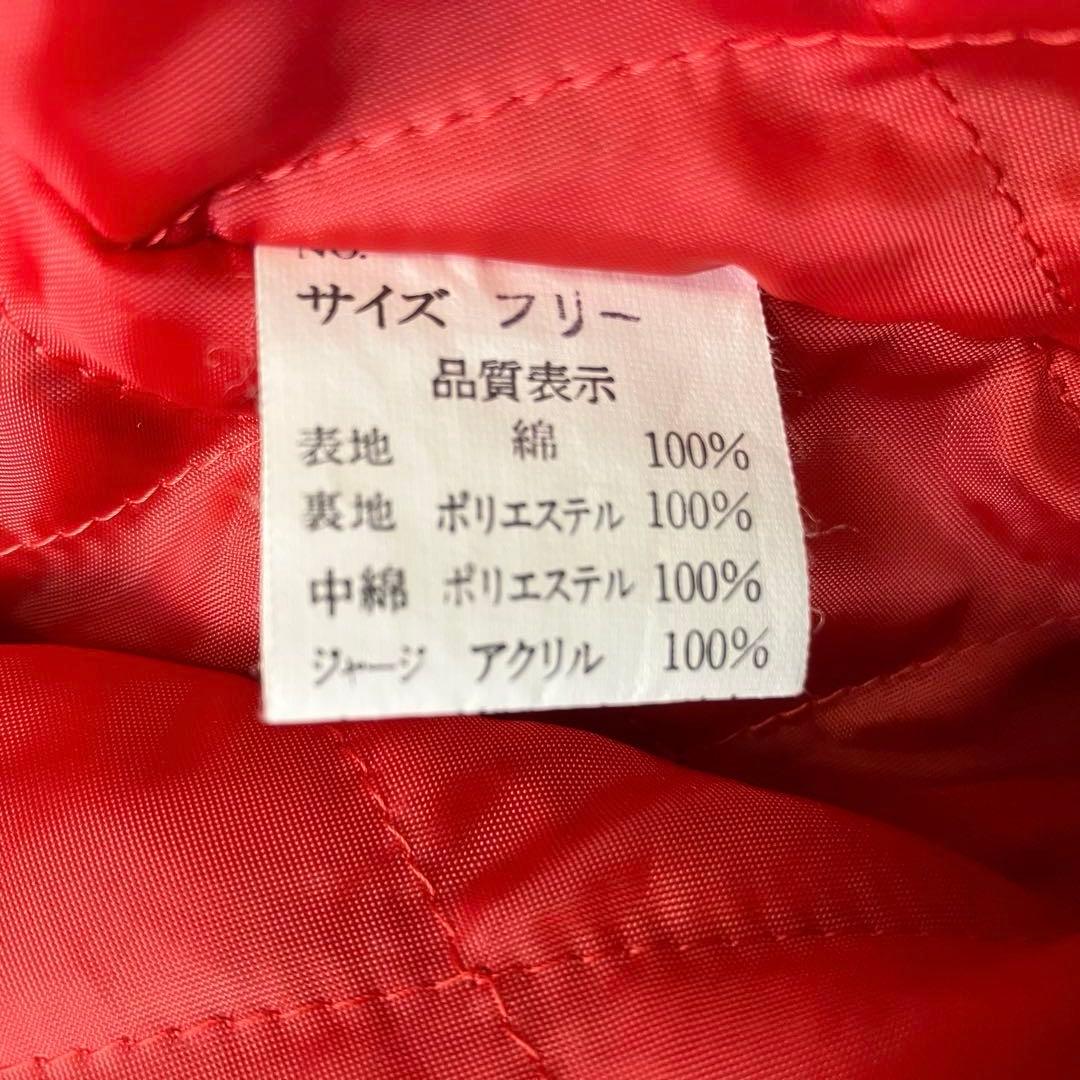 NO.
サイズ フリー
品質表示
表地 綿 100%
裏地 ポリエステル 100%
中綿 ポリエステル 100%
ジャージ アクリル 100%